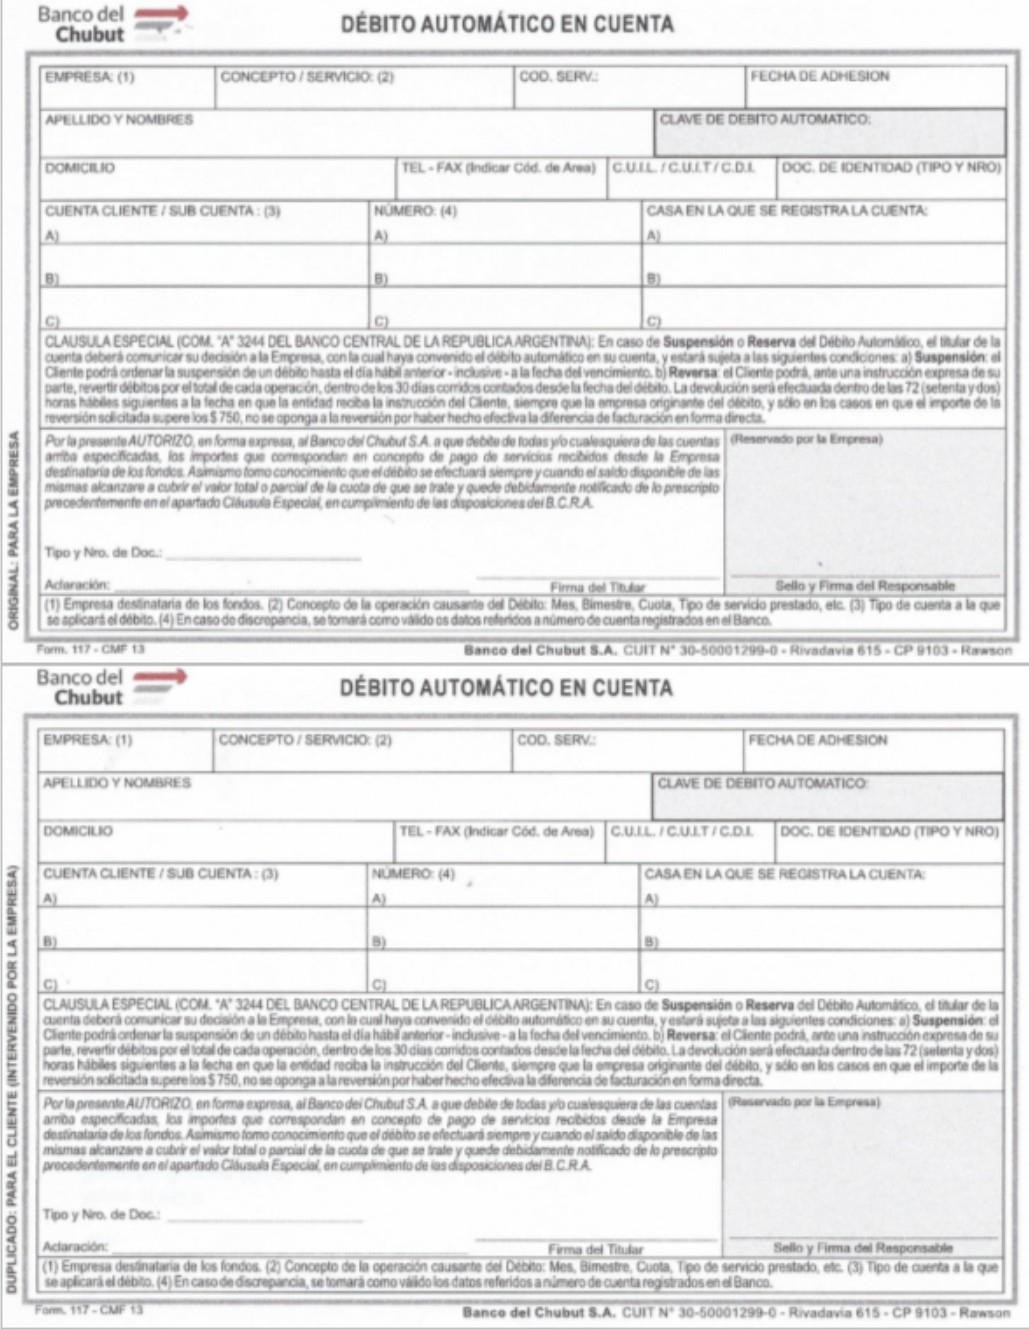 Banco del
Chubut
DÉBITO AUTOMÁTICO EN CUENTA
EMPRESA: (1) CONCEPTO / SERVICIO: (2) COD. SERV.: FECHA DE ADHESION
APELLIDO Y NOMBRES CLAVE DE DEBITO AUTOMATICO:
DOMICILIO TEL - FAX (Indicar Cód. de Area) C.U.I.L. / C.U.I.T / C.D.I. DOC. DE IDENTIDAD (TIPO Y NRO)
CUENTA CLIENTE / SUB CUENTA : (3) NÚMERO: (4) CASA EN LA QUE SE REGISTRA LA CUENTA:
A) A) A)
B) B) B)
C) C) C)
CLAUSULA ESPECIAL (COM. "A" 3244 DEL BANCO CENTRAL DE LA REPUBLICA ARGENTINA): En caso de Suspensión o Reserva del Débito Automático, el titular de la
cuenta deberá comunicar su decisión a la Empresa, con la cual haya convenido el débito automático en su cuenta, y estará sujeta a las siguientes condiciones: a) Suspensión: el
Cliente podrá ordenar la suspensión de un débito hasta el día hábil anterior - inclusive - a la fecha del vencimiento. b) Reversa: el Cliente podrá, ante una instrucción expresa de su
parte, revertir débitos por el total de cada operación, dentro de los 30 días corridos contados desde la fecha del débito. La devolución será efectuada dentro de las 72 (setenta y dos)
horas hábiles siguientes a la fecha en que la entidad reciba la instrucción del Cliente, siempre que la empresa originante del débito, y sólo en los casos en que el importe de la
reversión solicitada supere los $ 750, no se oponga a la reversión por haber hecho efectiva la diferencia de facturación en forma directa.
Por la presente AUTORIZO, en forma expresa, al Banco del Chubut S.A. a que debite de todas y/o cualesquiera de las cuentas
arriba especificadas, los importes que correspondan en concepto de pago de servicios recibidos desde la Empresa
destinataria de los fondos. Asimismo tomo conocimiento que el débito se efectuará siempre y cuando el saldo disponible de las
mismas alcanzare a cubrir el valor total o parcial de la cuota de que se trate y quede debidamente notificado de lo prescripto
precedentemente en el apartado Cláusula Especial, en cumplimiento de las disposiciones del B.C.R.A.
(Reservado por la Empresa)
Tipo y Nro. de Doc.:
Aclaración: Firma del Titular Sello y Firma del Responsable
(1) Empresa destinataria de los fondos. (2) Concepto de la operación causante del Débito: Mes, Bimestre, Cuota, Tipo de servicio prestado, etc. (3) Tipo de cuenta a la que
se aplicará el débito. (4) En caso de discrepancia, se tomará como válido os datos referidos a número de cuenta registrados en el Banco.
ORIGINAL: PARA LA EMPRESA
Form. 117 - CMF 13 Banco del Chubut S.A. CUIT N° 30-50001299-0 - Rivadavia 615 - CP 9103 - Rawson
Banco del
Chubut
DÉBITO AUTOMÁTICO EN CUENTA
EMPRESA: (1) CONCEPTO / SERVICIO: (2) COD. SERV.: FECHA DE ADHESION
APELLIDO Y NOMBRES CLAVE DE DEBITO AUTOMATICO:
DOMICILIO TEL - FAX (Indicar Cód. de Area) C.U.I.L. / C.U.I.T / C.D.I. DOC. DE IDENTIDAD (TIPO Y NRO)
CUENTA CLIENTE / SUB CUENTA : (3) NÚMERO: (4) CASA EN LA QUE SE REGISTRA LA CUENTA:
A) A) A)
B) B) B)
C) C) C)
CLAUSULA ESPECIAL (COM. "A" 3244 DEL BANCO CENTRAL DE LA REPUBLICA ARGENTINA): En caso de Suspensión o Reserva del Débito Automático, el titular de la
cuenta deberá comunicar su decisión a la Empresa, con la cual haya convenido el débito automático en su cuenta, y estará sujeta a las siguientes condiciones: a) Suspensión: el
Cliente podrá ordenar la suspensión de un débito hasta el día hábil anterior - inclusive - a la fecha del vencimiento. b) Reversa: el Cliente podrá, ante una instrucción expresa de su
parte, revertir débitos por el total de cada operación, dentro de los 30 días corridos contados desde la fecha del débito. La devolución será efectuada dentro de las 72 (setenta y dos)
horas hábiles siguientes a la fecha en que la entidad reciba la instrucción del Cliente, siempre que la empresa originante del débito, y sólo en los casos en que el importe de la
reversión solicitada supere los $ 750, no se oponga a la reversión por haber hecho efectiva la diferencia de facturación en forma directa.
Por la presente AUTORIZO, en forma expresa, al Banco del Chubut S.A. a que debite de todas y/o cualesquiera de las cuentas
arriba especificadas, los importes que correspondan en concepto de pago de servicios recibidos desde la Empresa
destinataria de los fondos. Asimismo tomo conocimiento que el débito se efectuará siempre y cuando el saldo disponible de las
mismas alcanzare a cubrir el valor total o parcial de la cuota de que se trate y quede debidamente notificado de lo prescripto
precedentemente en el apartado Cláusula Especial, en cumplimiento de las disposiciones del B.C.R.A.
(Reservado por la Empresa)
Tipo y Nro. de Doc.:
Aclaración: Firma del Titular Sello y Firma del Responsable
(1) Empresa destinataria de los fondos. (2) Concepto de la operación causante del Débito: Mes, Bimestre, Cuota, Tipo de servicio prestado, etc. (3) Tipo de cuenta a la que
se aplicará el débito. (4) En caso de discrepancia, se tomará como válido los datos referidos a número de cuenta registrados en el Banco.
DUPLICADO: PARA EL CLIENTE (INTERVENIDO POR LA EMPRESA)
Form. 117 - CMF 13 Banco del Chubut S.A. CUIT N° 30-50001299-0 - Rivadavia 615 - CP 9103 - Rawson